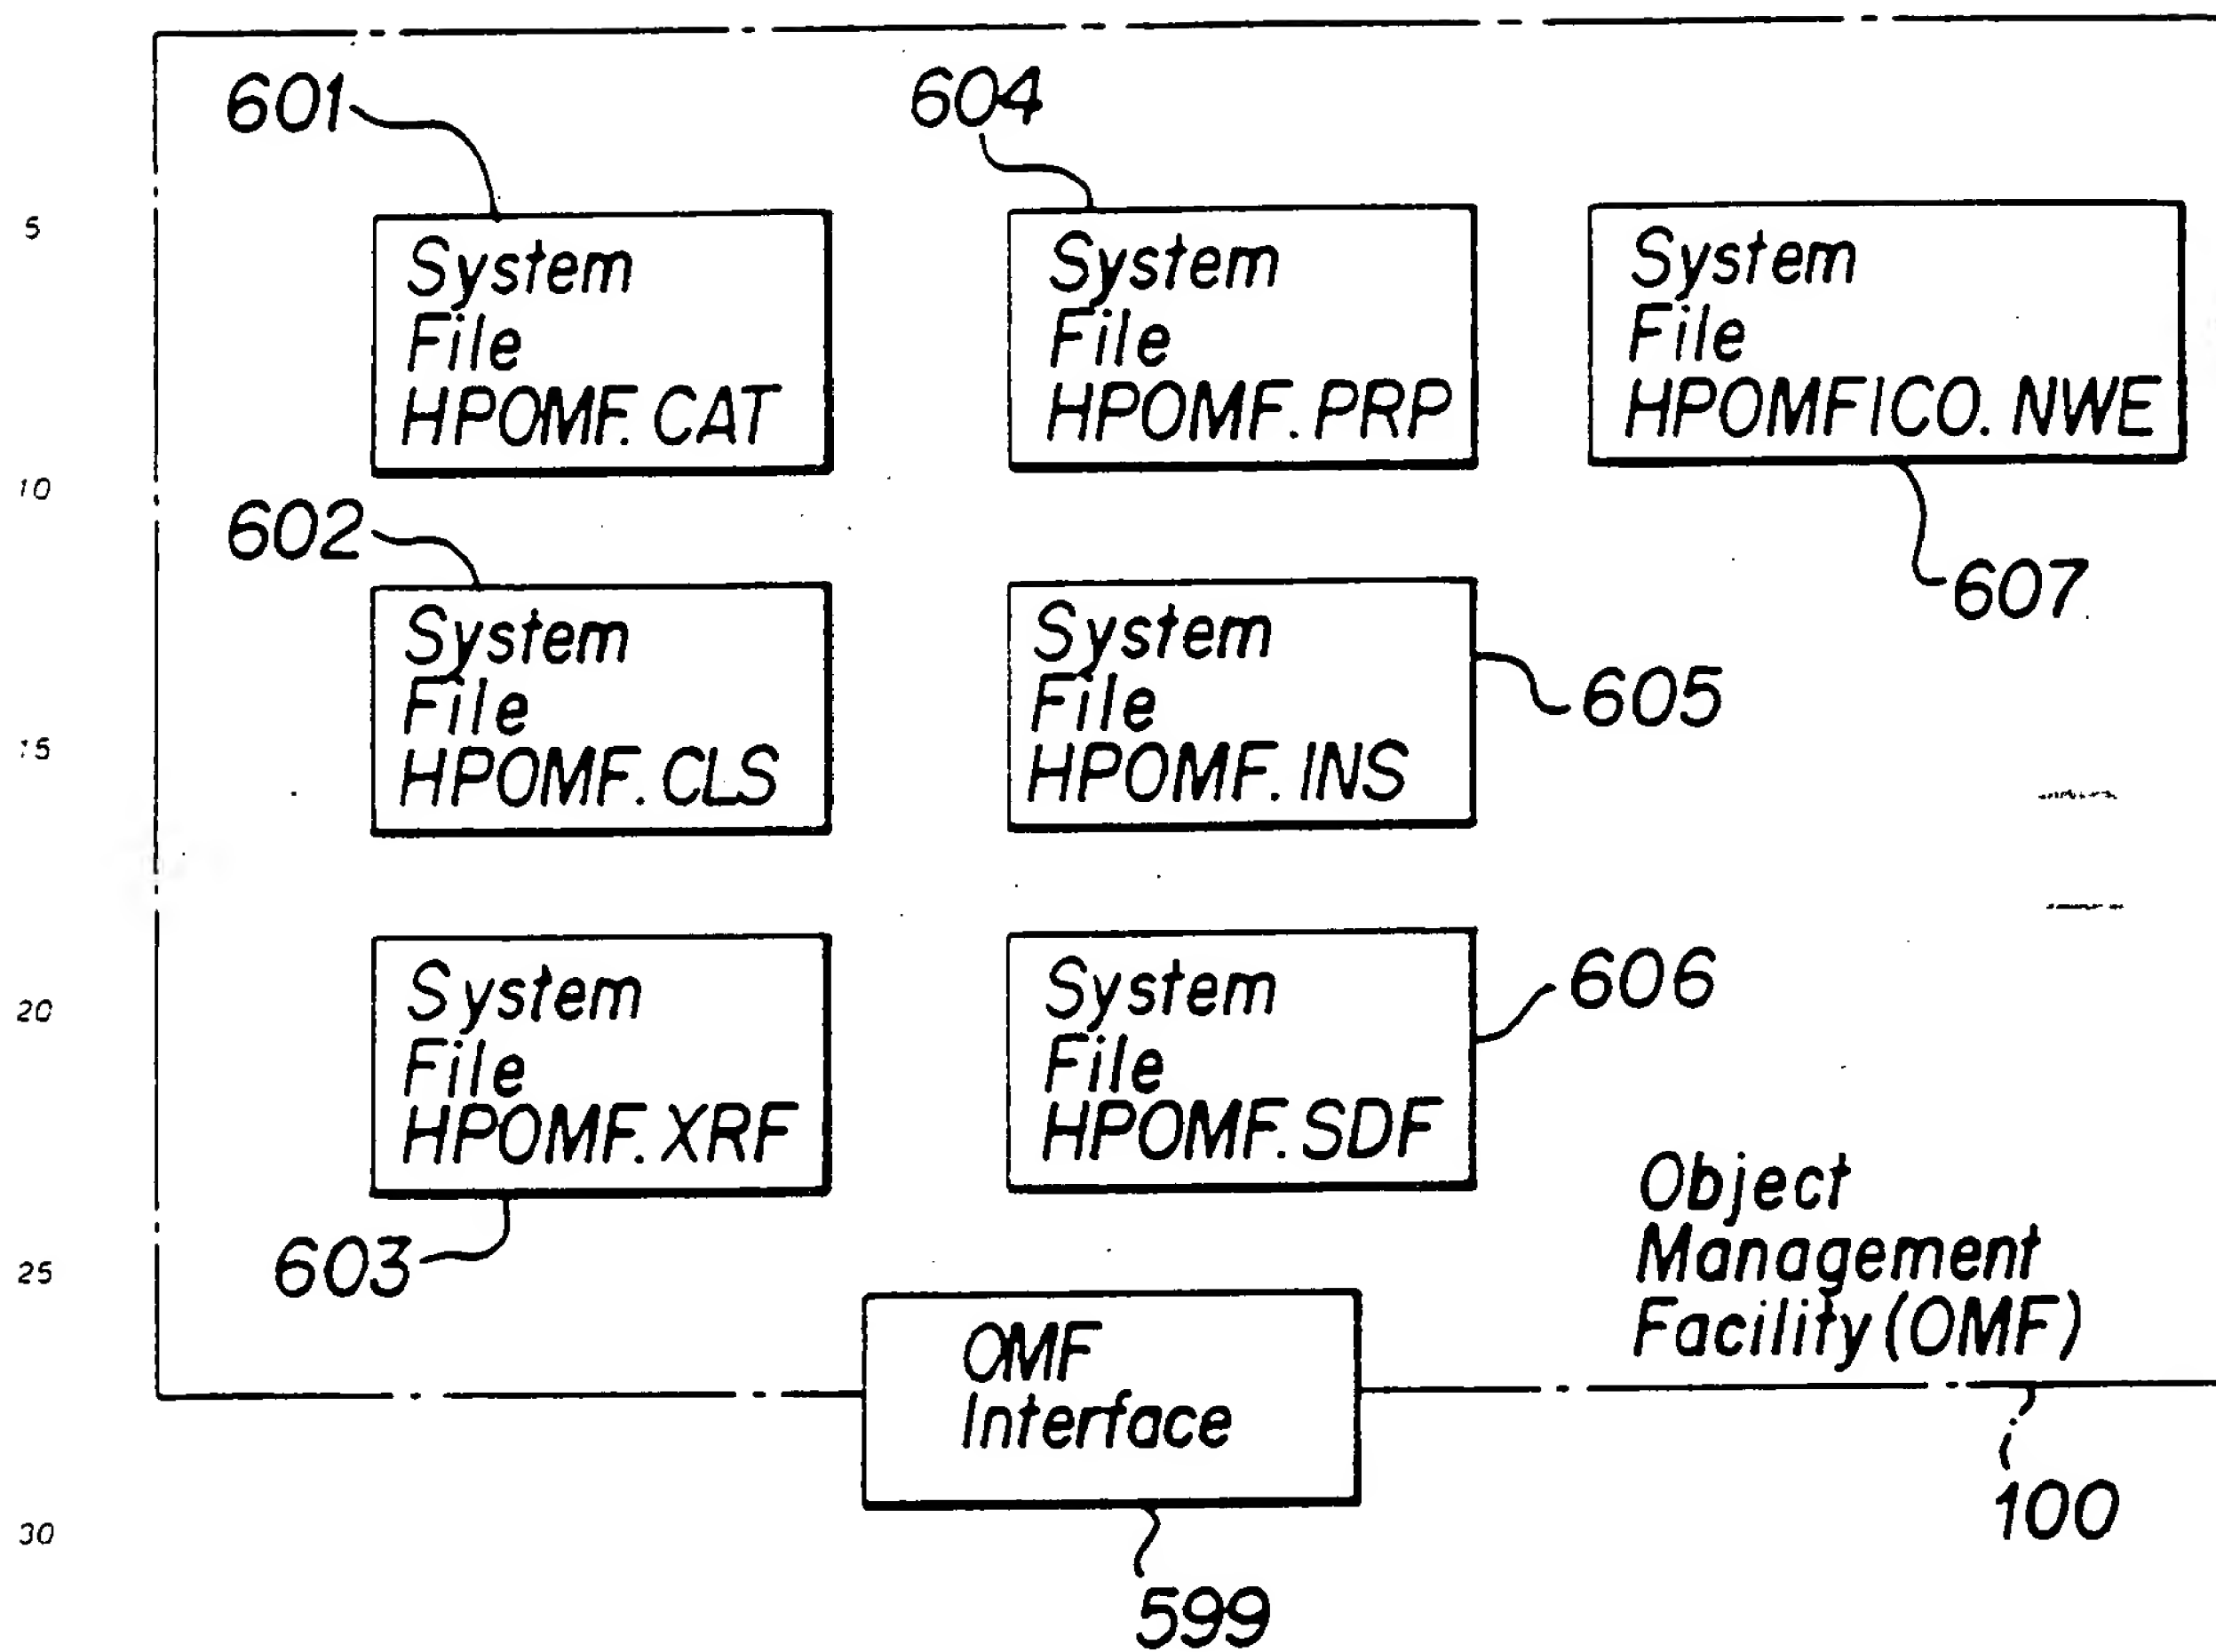 601
604
5
System
File
HPOMF.CAT
System
File
HPOMF.PRP
System
File
HPOMFICO.NWE
10
602
607
System
File
HPOMF.CLS
System
File
HPOMF.INS
605
15
System
File
HPOMF.XRF
System
File
HPOMF.SDF
606
20
603
Object
Management
Facility (OMF)
25
OMF
Interface
100
30
599